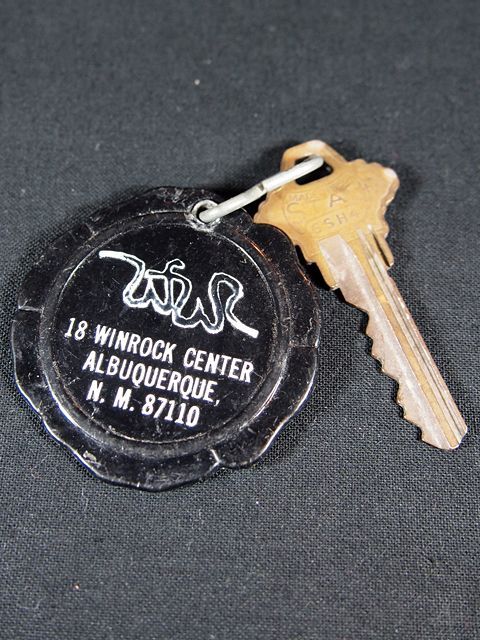 18 WINROCK CENTER
ALBUQUERQUE,
N. M. 87110
A